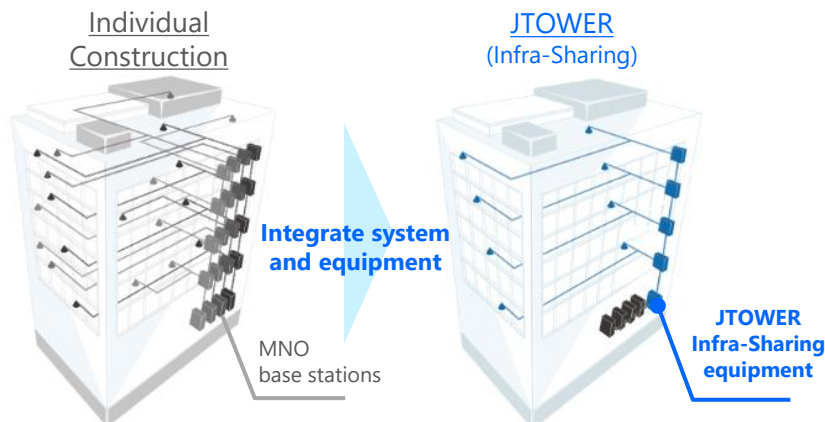 Individual
Construction
JTOWER
(Infra-Sharing)
Integrate system
and equipment
MNO
base stations
JTOWER
Infra-Sharing
equipment